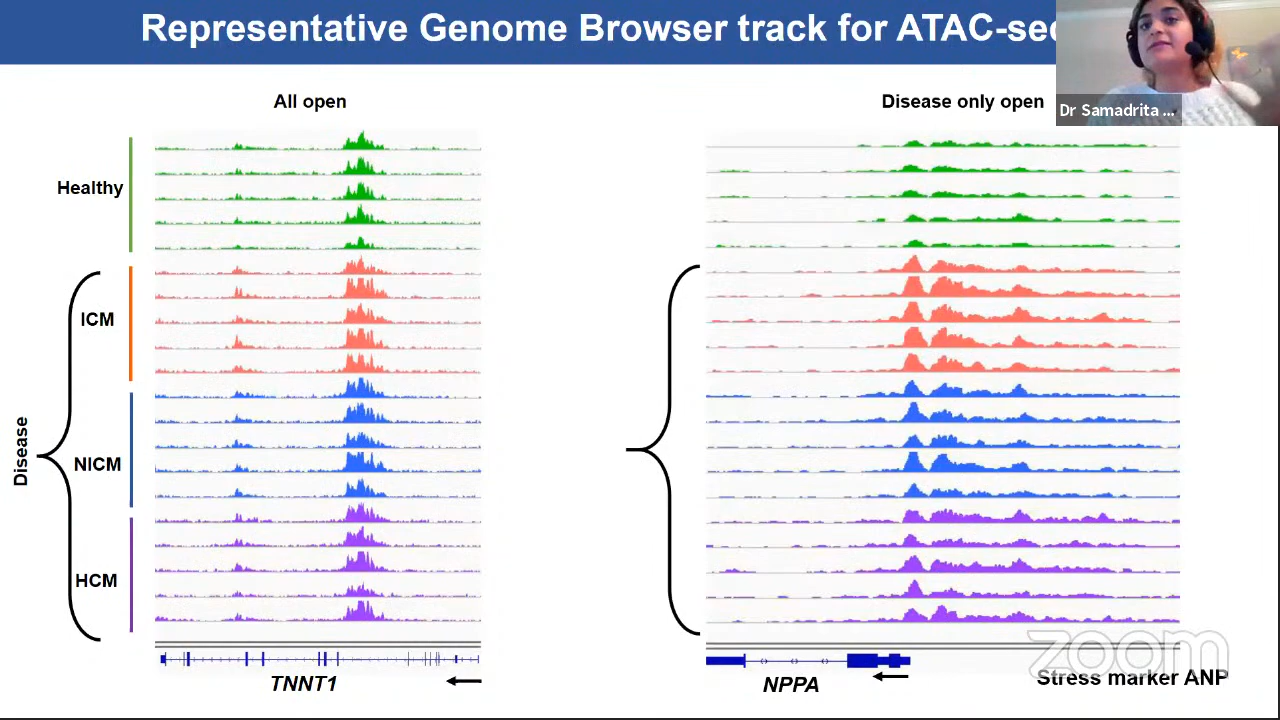 Representative Genome Browser track for ATAC-sec
Dr Samadrita ...
All open
Disease only open
Healthy
ICM
NICM
HCM
Disease
TNNT1
NPPA
zoom
Stress marker ANP